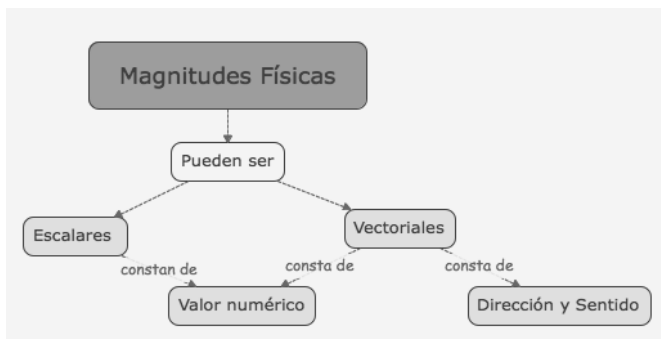 Magnitudes Físicas
Pueden ser
Escalares
Vectoriales
constan de
consta de
consta de
Valor numérico
Dirección y Sentido